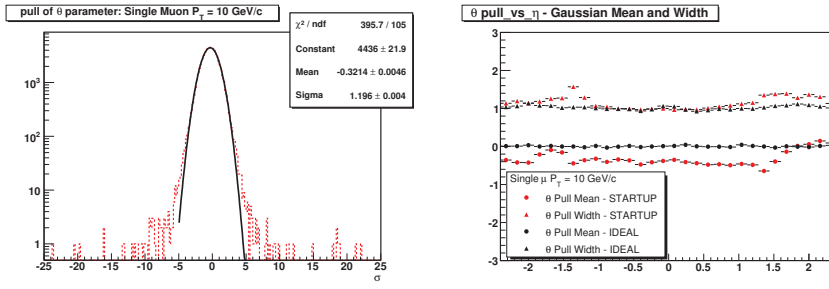 pull of θ parameter: Single Muon P_T = 10 GeV/c
χ² / ndf 395.7 / 105
Constant 4436 ± 21.9
Mean -0.3214 ± 0.0046
Sigma 1.196 ± 0.004
10³
10²
10
1
-25 -20 -15 -10 -5 0 5 10 15 20 25
σ
θ pull_vs_η - Gaussian Mean and Width
3
2
1
0
-1
-2
-3
Single μ P_T = 10 GeV/c
θ Pull Mean - STARTUP
θ Pull Width - STARTUP
θ Pull Mean - IDEAL
θ Pull Width - IDEAL
-2 -1.5 -1 -0.5 0 0.5 1 1.5 2